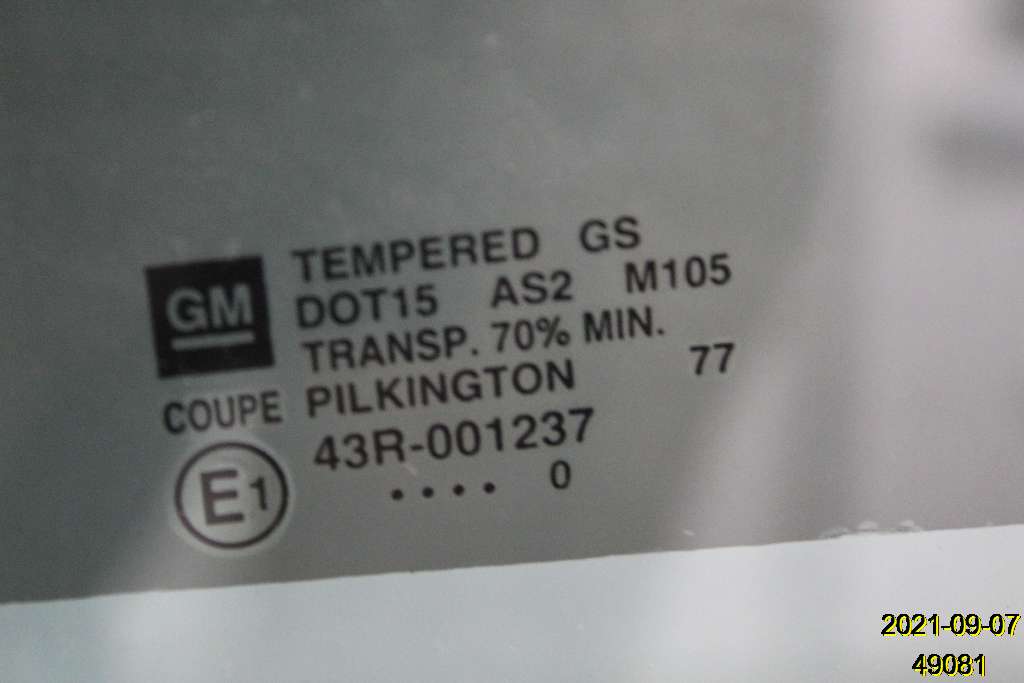 GM
TEMPERED GS
DOT15 AS2 M105
TRANSP. 70% MIN.
COUPE PILKINGTON 77
43R-001237
E1
. . . . 0
2021-09-07
49081